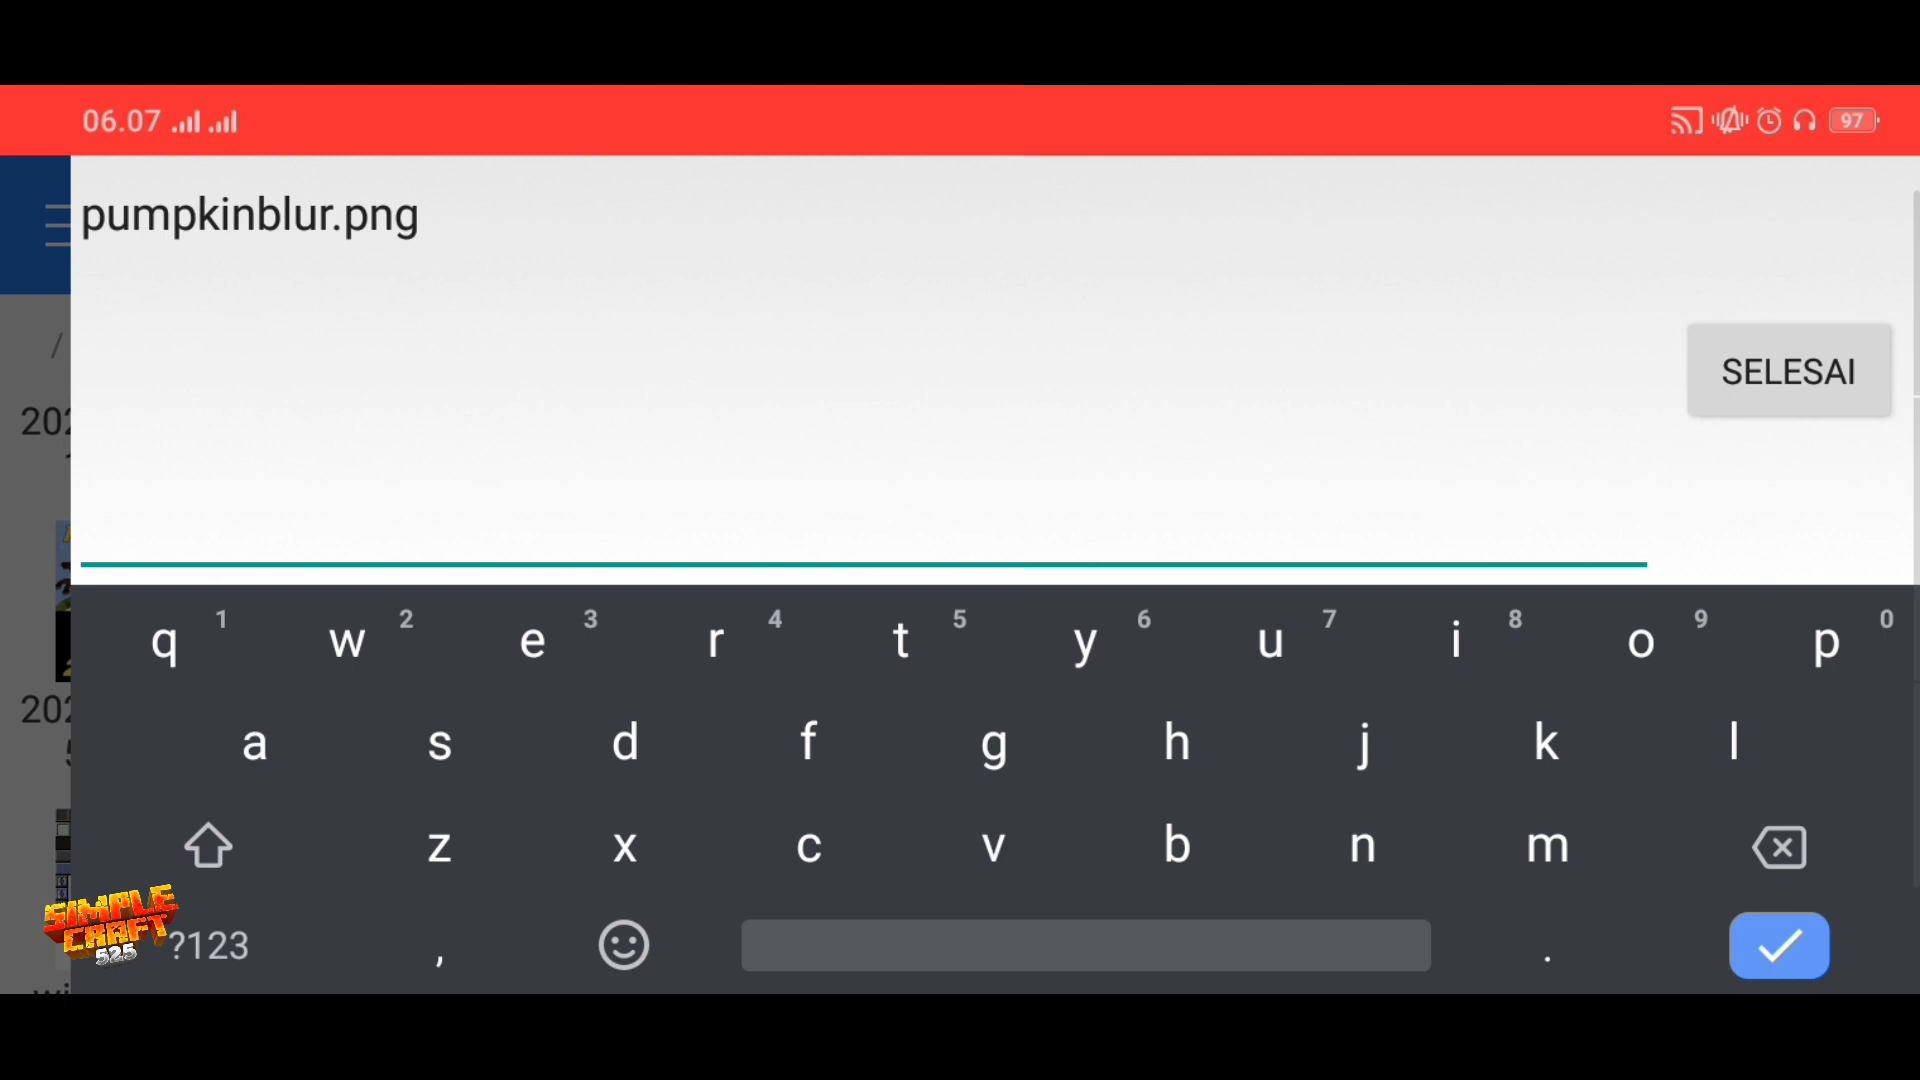 06.07
97
pumpkinblur.png
/
SELESAI
q 1 w 2 e 3 r 4 t 5 y 6 u 7 i 8 o 9 p 0
a s d f g h j k l
z x c v b n m
?123 , .
SIMPLE
CRAFT
525